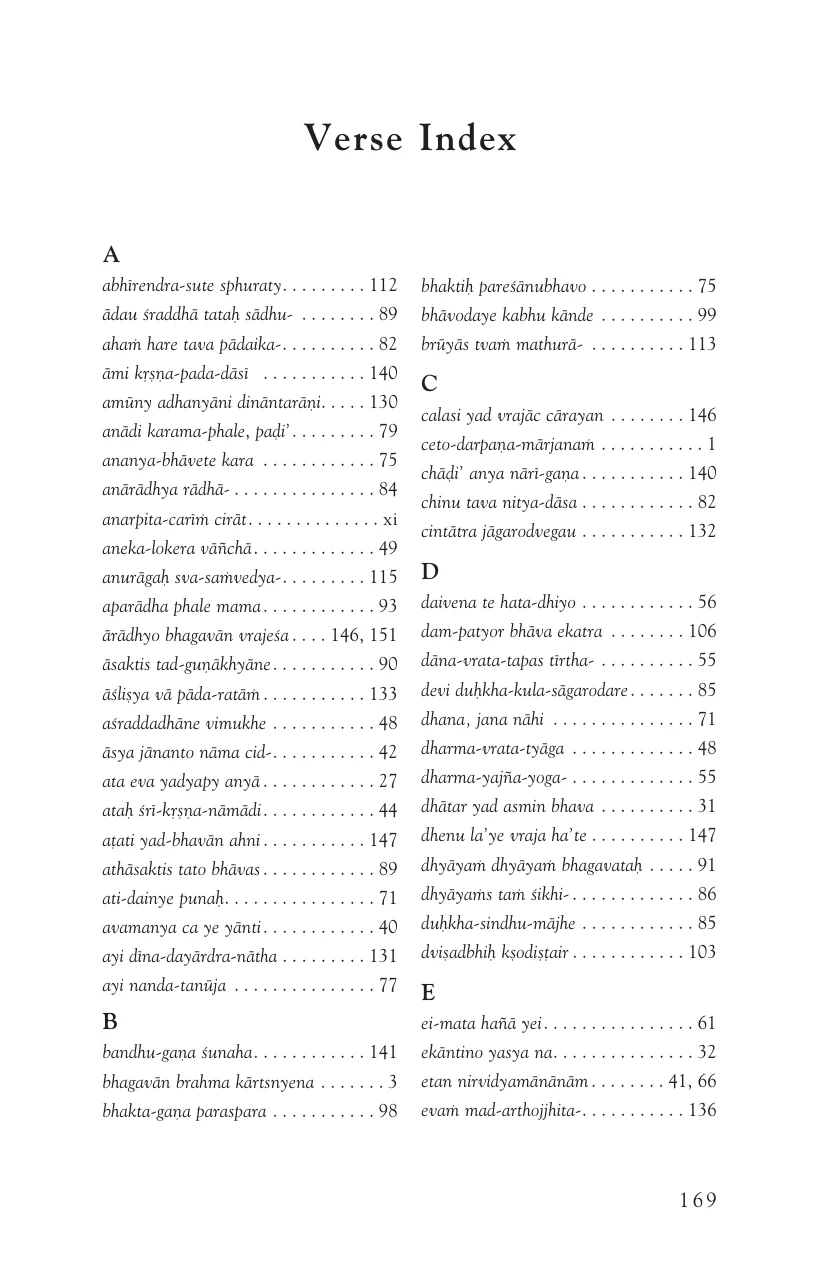 Verse Index
A
abhīrendra-sute sphuraty. . . . . . . . . 112
ādau śraddhā tataḥ sādhu- . . . . . . . . 89
ahaṁ hare tava pādaika-. . . . . . . . . . 82
āmi kṛṣṇa-pada-dāsī . . . . . . . . . . . 140
amūny adhanyāni dināntarāṇi. . . . . 130
anādi karama-phale, paḍi’ . . . . . . . . . 79
ananya-bhāvete kara . . . . . . . . . . . . 75
anārādhya rādhā- . . . . . . . . . . . . . . . 84
anarpita-carīṁ cirāt. . . . . . . . . . . . . . xi
aneka-lokera vāñchā. . . . . . . . . . . . . 49
anurāgaḥ sva-saṁvedya-. . . . . . . . . 115
aparādha phale mama. . . . . . . . . . . . 93
ārādhyo bhagavān vrajeśa . . . . 146, 151
āsaktis tad-guṇākhyāne. . . . . . . . . . . 90
āśliṣya vā pāda-ratāṁ . . . . . . . . . . . 133
aśraddadhāne vimukhe . . . . . . . . . . . 48
āsya jānanto nāma cid-. . . . . . . . . . . 42
ata eva yadyapy anyā . . . . . . . . . . . . 27
ataḥ śrī-kṛṣṇa-nāmādi. . . . . . . . . . . . 44
aṭati yad-bhavān ahni . . . . . . . . . . . 147
athāsaktis tato bhāvas . . . . . . . . . . . . 89
ati-dainye punaḥ. . . . . . . . . . . . . . . . 71
avamanya ca ye yānti. . . . . . . . . . . . 40
ayi dīna-dayārdra-nātha . . . . . . . . . 131
ayi nanda-tanūja . . . . . . . . . . . . . . . 77
B
bandhu-gaṇa śunaha. . . . . . . . . . . . 141
bhagavān brahma kārtsnyena . . . . . . . 3
bhakta-gaṇa paraspara . . . . . . . . . . . 98
bhaktiḥ pareśānubhavo . . . . . . . . . . . 75
bhāvodaye kabhu kānde . . . . . . . . . . 99
brūyās tvaṁ mathurā- . . . . . . . . . . 113
C
calasi yad vrajāc cārayan . . . . . . . . 146
ceto-darpaṇa-mārjanaṁ . . . . . . . . . . . 1
chāḍi’ anya nārī-gaṇa . . . . . . . . . . . 140
chinu tava nitya-dāsa . . . . . . . . . . . . 82
cintātra jāgarodvegau . . . . . . . . . . . 132
D
daivena te hata-dhiyo . . . . . . . . . . . . 56
dam-patyor bhāva ekatra . . . . . . . . 106
dāna-vrata-tapas tīrtha- . . . . . . . . . . 55
devi duḥkha-kula-sāgarodare. . . . . . . 85
dhana, jana nāhi . . . . . . . . . . . . . . . 71
dharma-vrata-tyāga . . . . . . . . . . . . . 48
dharma-yajña-yoga- . . . . . . . . . . . . . 55
dhātar yad asmin bhava . . . . . . . . . . 31
dhenu la’ye vraja ha’te . . . . . . . . . . 147
dhyāyaṁ dhyāyaṁ bhagavataḥ . . . . . 91
dhyāyaṁs taṁ śikhi- . . . . . . . . . . . . . 86
duḥkha-sindhu-mājhe . . . . . . . . . . . . 85
dviṣadbhiḥ kṣodiṣṭair . . . . . . . . . . . . 103
E
ei-mata hañā yei. . . . . . . . . . . . . . . . 61
ekāntino yasya na. . . . . . . . . . . . . . . 32
etan nirvidyamānānām . . . . . . . . 41, 66
evaṁ mad-arthojjhita-. . . . . . . . . . . 136
169